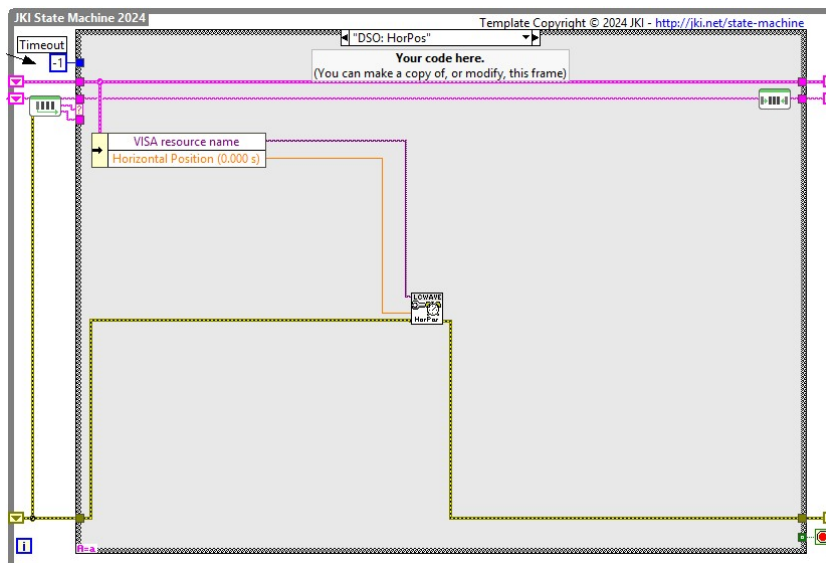 JKI State Machine 2024
Template Copyright © 2024 JKI - http://jki.net/state-machine
Timeout
-1
"DSO: HorPos"
Your code here.
(You can make a copy of, or modify, this frame)
?
VISA resource name
Horizontal Position (0.000 s)
LOWAVE
HorPos
i
A=a